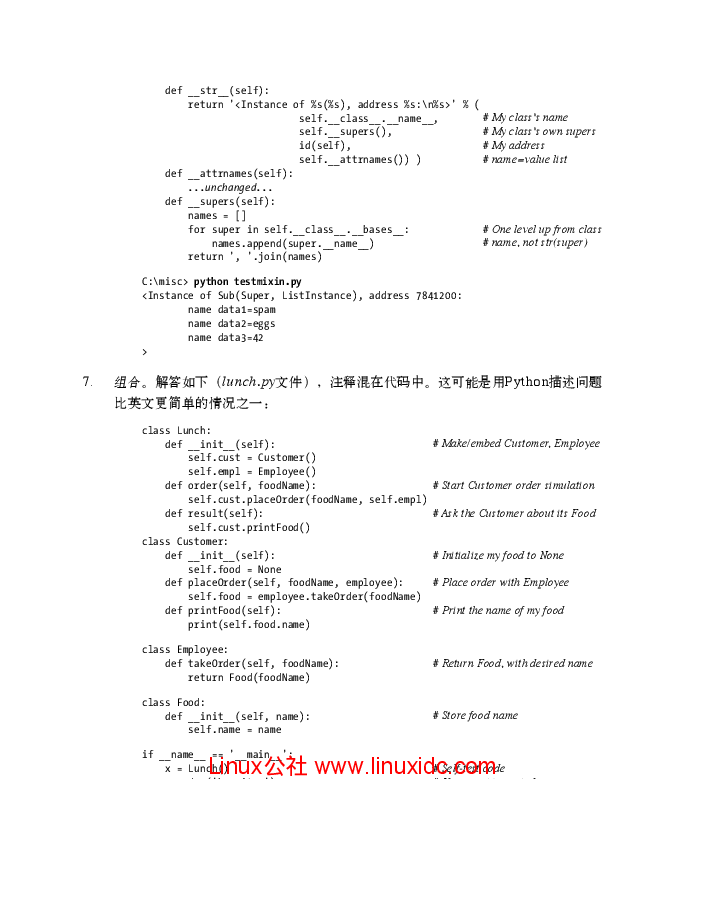 def __str__(self):
return '<Instance of %s(%s), address %s:\n%s>' % (
self.__class__.__name__, # My class's name
self.__supers(), # My class's own supers
id(self), # My address
self.__attrnames()) ) # name=value list
def __attrnames(self):
...unchanged...
def __supers(self):
names = []
for super in self.__class__.__bases__: # One level up from class
names.append(super.__name__) # name, not str(super)
return ', '.join(names)
C:\misc> python testmixin.py
<Instance of Sub(Super, ListInstance), address 7841200:
name data1=spam
name data2=eggs
name data3=42
>
7. 组合。解答如下（lunch.py文件），注释混在代码中。这可能是用Python描述问题
比英文更简单的情况之一：
class Lunch:
def __init__(self): # Make/embed Customer, Employee
self.cust = Customer()
self.empl = Employee()
def order(self, foodName): # Start Customer order simulation
self.cust.placeOrder(foodName, self.empl)
def result(self): # Ask the Customer about its Food
self.cust.printFood()
class Customer:
def __init__(self): # Initialize my food to None
self.food = None
def placeOrder(self, foodName, employee): # Place order with Employee
self.food = employee.takeOrder(foodName)
def printFood(self): # Print the name of my food
print(self.food.name)
class Employee:
def takeOrder(self, foodName): # Return Food, with desired name
return Food(foodName)
class Food:
def __init__(self, name): # Store food name
self.name = name
if __name__ == '__main__':
x = Lunch() # Self-test code
Linux公社 www.linuxidc.com